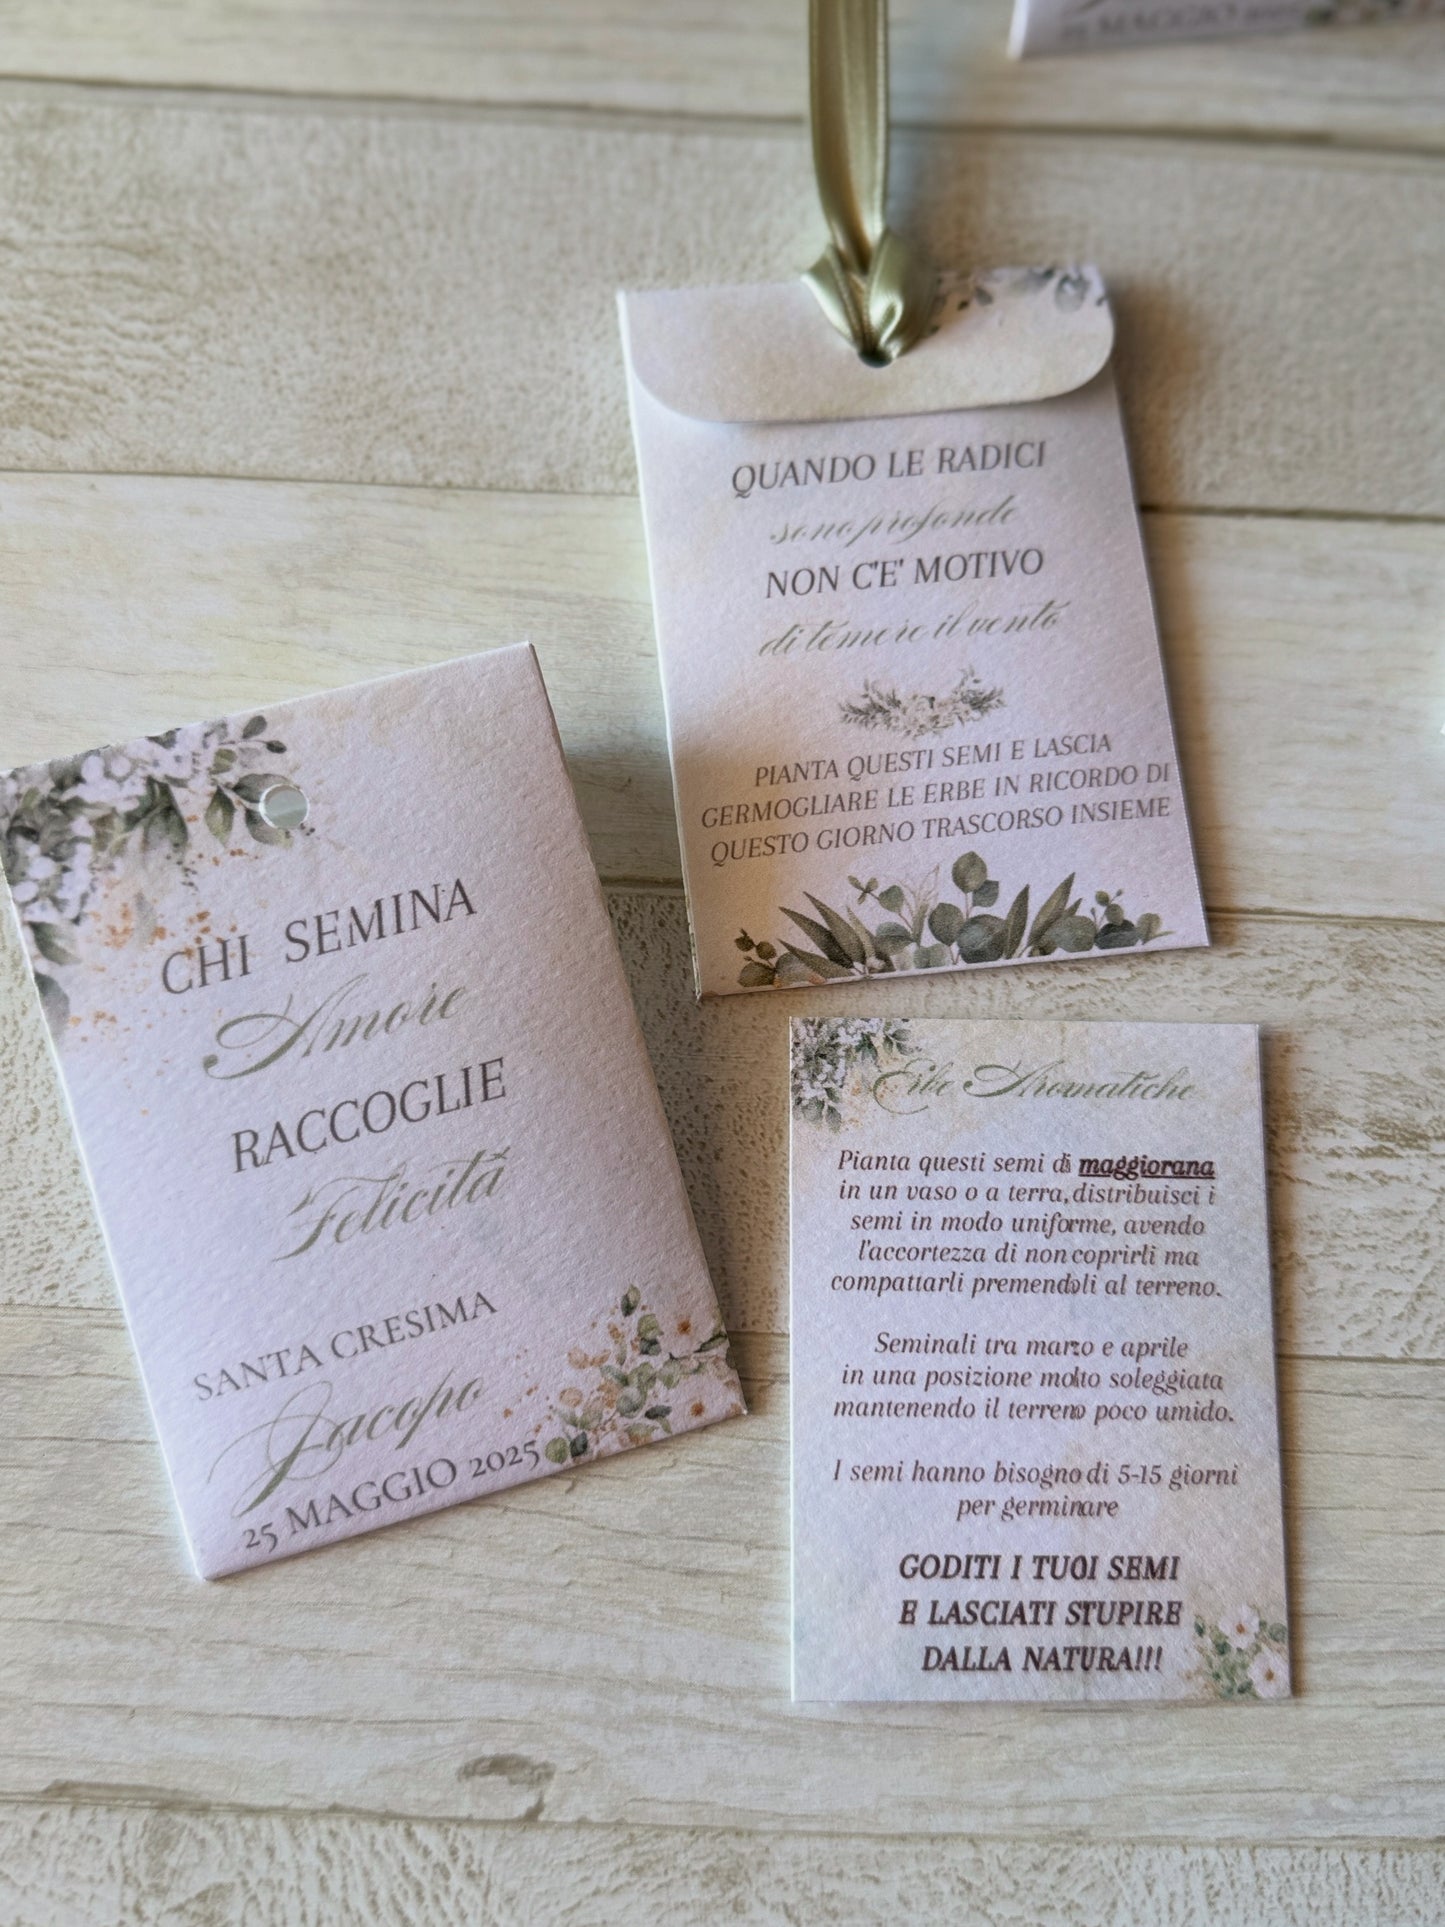 25 MAGGIO 2025
QUANDO LE RADICI
sono profonde
NON C'E' MOTIVO
di temere il vento
PIANTA QUESTI SEMI E LASCIA
GERMOGLIARE LE ERBE IN RICORDO DI
QUESTO GIORNO TRASCORSO INSIEME
CHI SEMINA
Amore
RACCOGLIE
Felicità
SANTA CRESIMA
Jacopo
25 MAGGIO 2025
Erbe Aromatiche
Pianta questi semi di maggiorana
in un vaso o a terra, distribuisci i
semi in modo uniforme, avendo
l'accortezza di non coprirli ma
compattarli premendoli al terreno.
Seminali tra marzo e aprile
in una posizione molto soleggiata
mantenendo il terreno poco umido.
I semi hanno bisogno di 5-15 giorni
per germinare
GODITI I TUOI SEMI
E LASCIATI STUPIRE
DALLA NATURA!!!